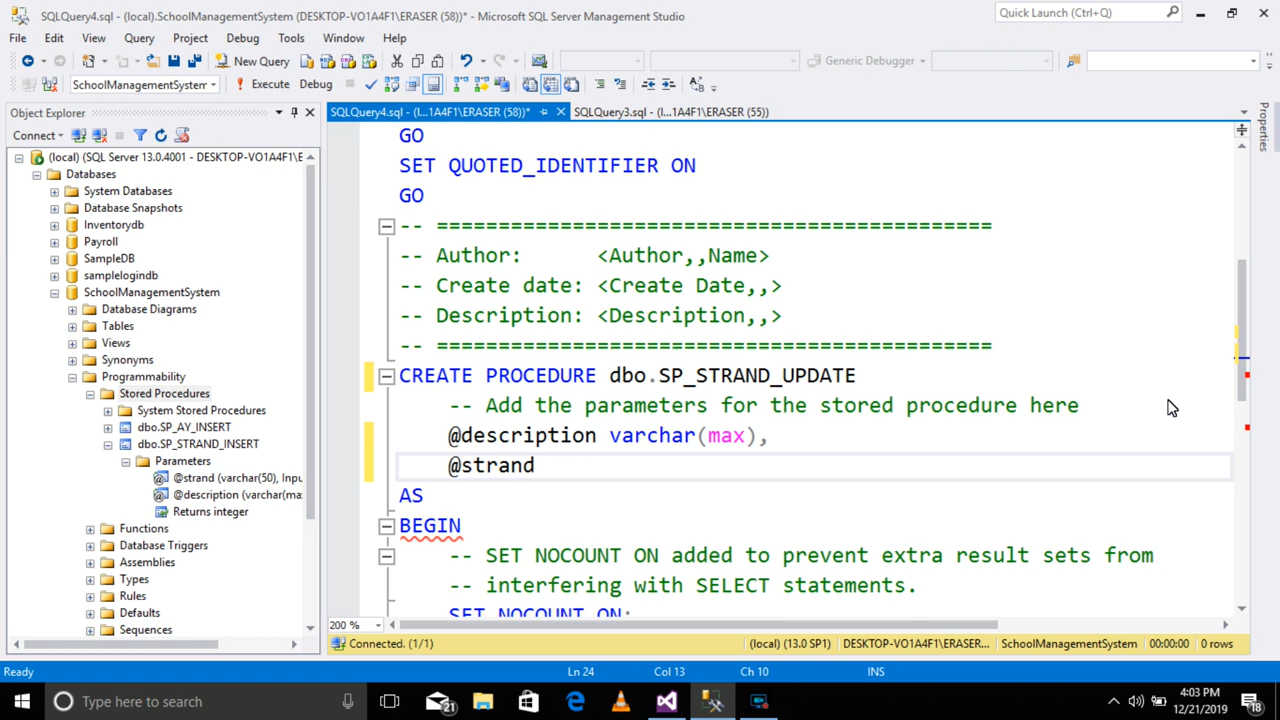 SQLQuery4.sql - (local).SchoolManagementSystem (DESKTOP-VO1A4F1\ERASER (58))* - Microsoft SQL Server Management Studio
Quick Launch (Ctrl+Q)
File Edit View Query Project Debug Tools Window Help
New Query
Generic Debugger
SchoolManagementSystem
Execute Debug
Object Explorer
SQLQuery4.sql - (l...1A4F1\ERASER (58))*
SQLQuery3.sql - (l...1A4F1\ERASER (55))
Properties
Connect
(local) (SQL Server 13.0.4001 - DESKTOP-VO1A4F1\E
Databases
System Databases
Database Snapshots
Inventorydb
Payroll
SampleDB
samplelogindb
SchoolManagementSystem
Database Diagrams
Tables
Views
Synonyms
Programmability
Stored Procedures
System Stored Procedures
dbo.SP_AY_INSERT
dbo.SP_STRAND_INSERT
Parameters
@strand (varchar(50), Inpu
@description (varchar(ma
Returns integer
Functions
Database Triggers
Assemblies
Types
Rules
Defaults
Sequences
GO
SET QUOTED_IDENTIFIER ON
GO
-- =============================================
-- Author: <Author,,Name>
-- Create date: <Create Date,,>
-- Description: <Description,,>
-- =============================================
CREATE PROCEDURE dbo.SP_STRAND_UPDATE
-- Add the parameters for the stored procedure here
@description varchar(max),
@strand
AS
BEGIN
-- SET NOCOUNT ON added to prevent extra result sets from
-- interfering with SELECT statements.
SET NOCOUNT ON;
200 %
Connected. (1/1)
(local) (13.0 SP1) DESKTOP-VO1A4F1\ERASER... SchoolManagementSystem 00:00:00 0 rows
Ready
Ln 24 Col 13 Ch 10 INS
Type here to search
21
4:03 PM
12/21/2019
18